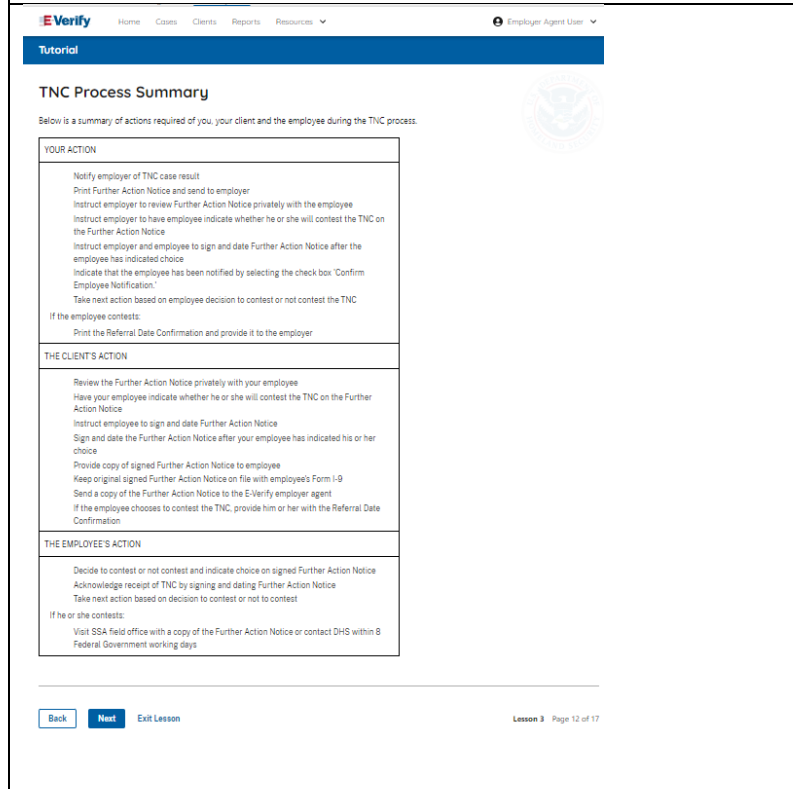 E-Verify Home Cases Clients Reports Resources Employer Agent User
Tutorial
TNC Process Summary
Below is a summary of actions required of you, your client and the employee during the TNC process.
YOUR ACTION
Notify employer of TNC case result
Print Further Action Notice and send to employer
Instruct employer to review Further Action Notice privately with the employee
Instruct employer to have employee indicate whether he or she will contest the TNC on
the Further Action Notice
Instruct employer and employee to sign and date Further Action Notice after the
employee has indicated choice
Indicate that the employee has been notified by selecting the check box 'Confirm
Employee Notification.'
Take next action based on employee decision to contest or not contest the TNC
If the employee contests:
Print the Referral Date Confirmation and provide it to the employer
THE CLIENT'S ACTION
Review the Further Action Notice privately with your employee
Have your employee indicate whether he or she will contest the TNC on the Further
Action Notice
Instruct employee to sign and date Further Action Notice
Sign and date the Further Action Notice after your employee has indicated his or her
choice
Provide copy of signed Further Action Notice to employee
Keep original signed Further Action Notice on file with employee's Form I-9
Send a copy of the Further Action Notice to the E-Verify employer agent
If the employee chooses to contest the TNC, provide him or her with the Referral Date
Confirmation
THE EMPLOYEE'S ACTION
Decide to contest or not contest and indicate choice on signed Further Action Notice
Acknowledge receipt of TNC by signing and dating Further Action Notice
Take next action based on decision to contest or not to contest
If he or she contests:
Visit SSA field office with a copy of the Further Action Notice or contact DHS within 8
Federal Government working days
Back Next Exit Lesson Lesson 3 Page 12 of 17